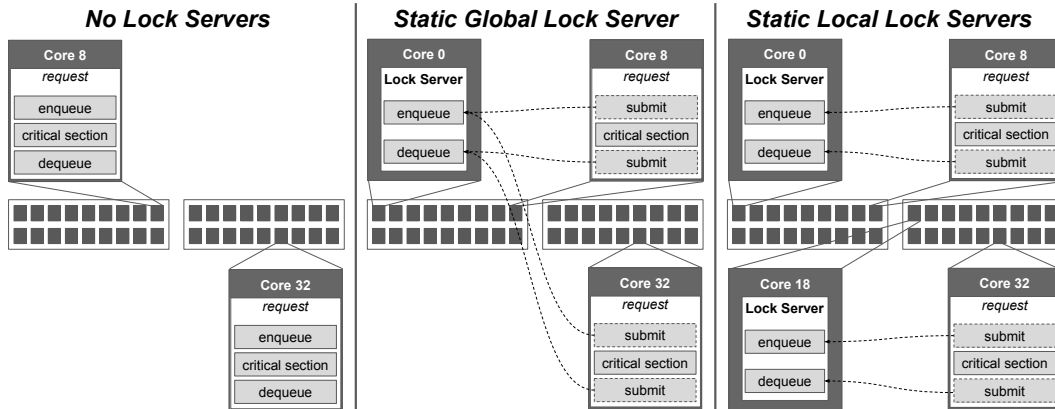 No Lock Servers
Core 8
request
enqueue
critical section
dequeue
Core 32
request
enqueue
critical section
dequeue
Static Global Lock Server
Core 0
Lock Server
enqueue
dequeue
Core 8
request
submit
critical section
submit
Core 32
request
submit
critical section
submit
Static Local Lock Servers
Core 0
Lock Server
enqueue
dequeue
Core 8
request
submit
critical section
submit
Core 18
Lock Server
enqueue
dequeue
Core 32
request
submit
critical section
submit